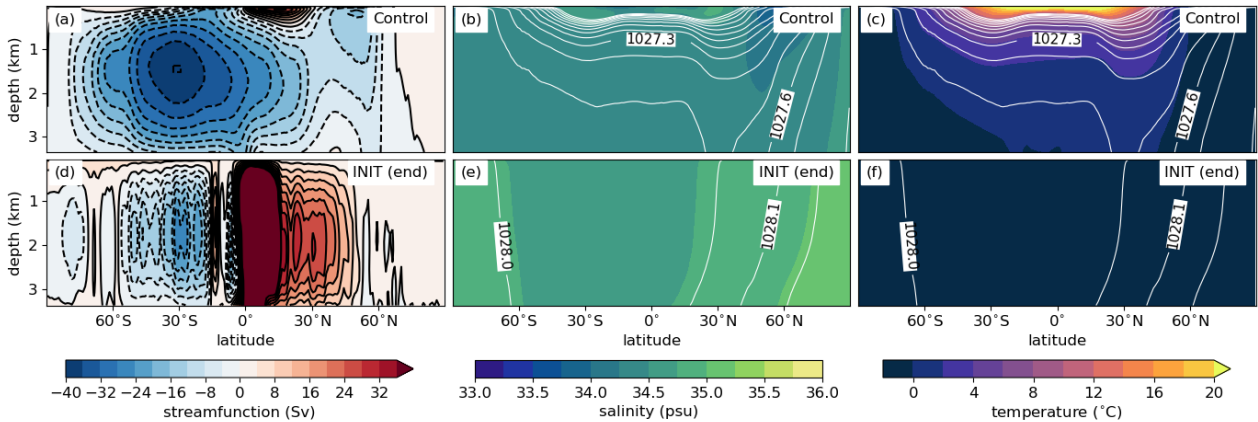 (a) Control
(b) Control
(c) Control
depth (km)
1
2
3
1027.3
1027.6
1027.3
1027.6
(d) INIT (end)
(e) INIT (end)
(f) INIT (end)
depth (km)
1
2
3
1028.0
1028.1
1028.0
1028.1
60°S 30°S 0° 30°N 60°N
latitude
60°S 30°S 0° 30°N 60°N
latitude
60°S 30°S 0° 30°N 60°N
latitude
−40 −32 −24 −16 −8 0 8 16 24 32
streamfunction (Sv)
33.0 33.5 34.0 34.5 35.0 35.5 36.0
salinity (psu)
0 4 8 12 16 20
temperature (°C)